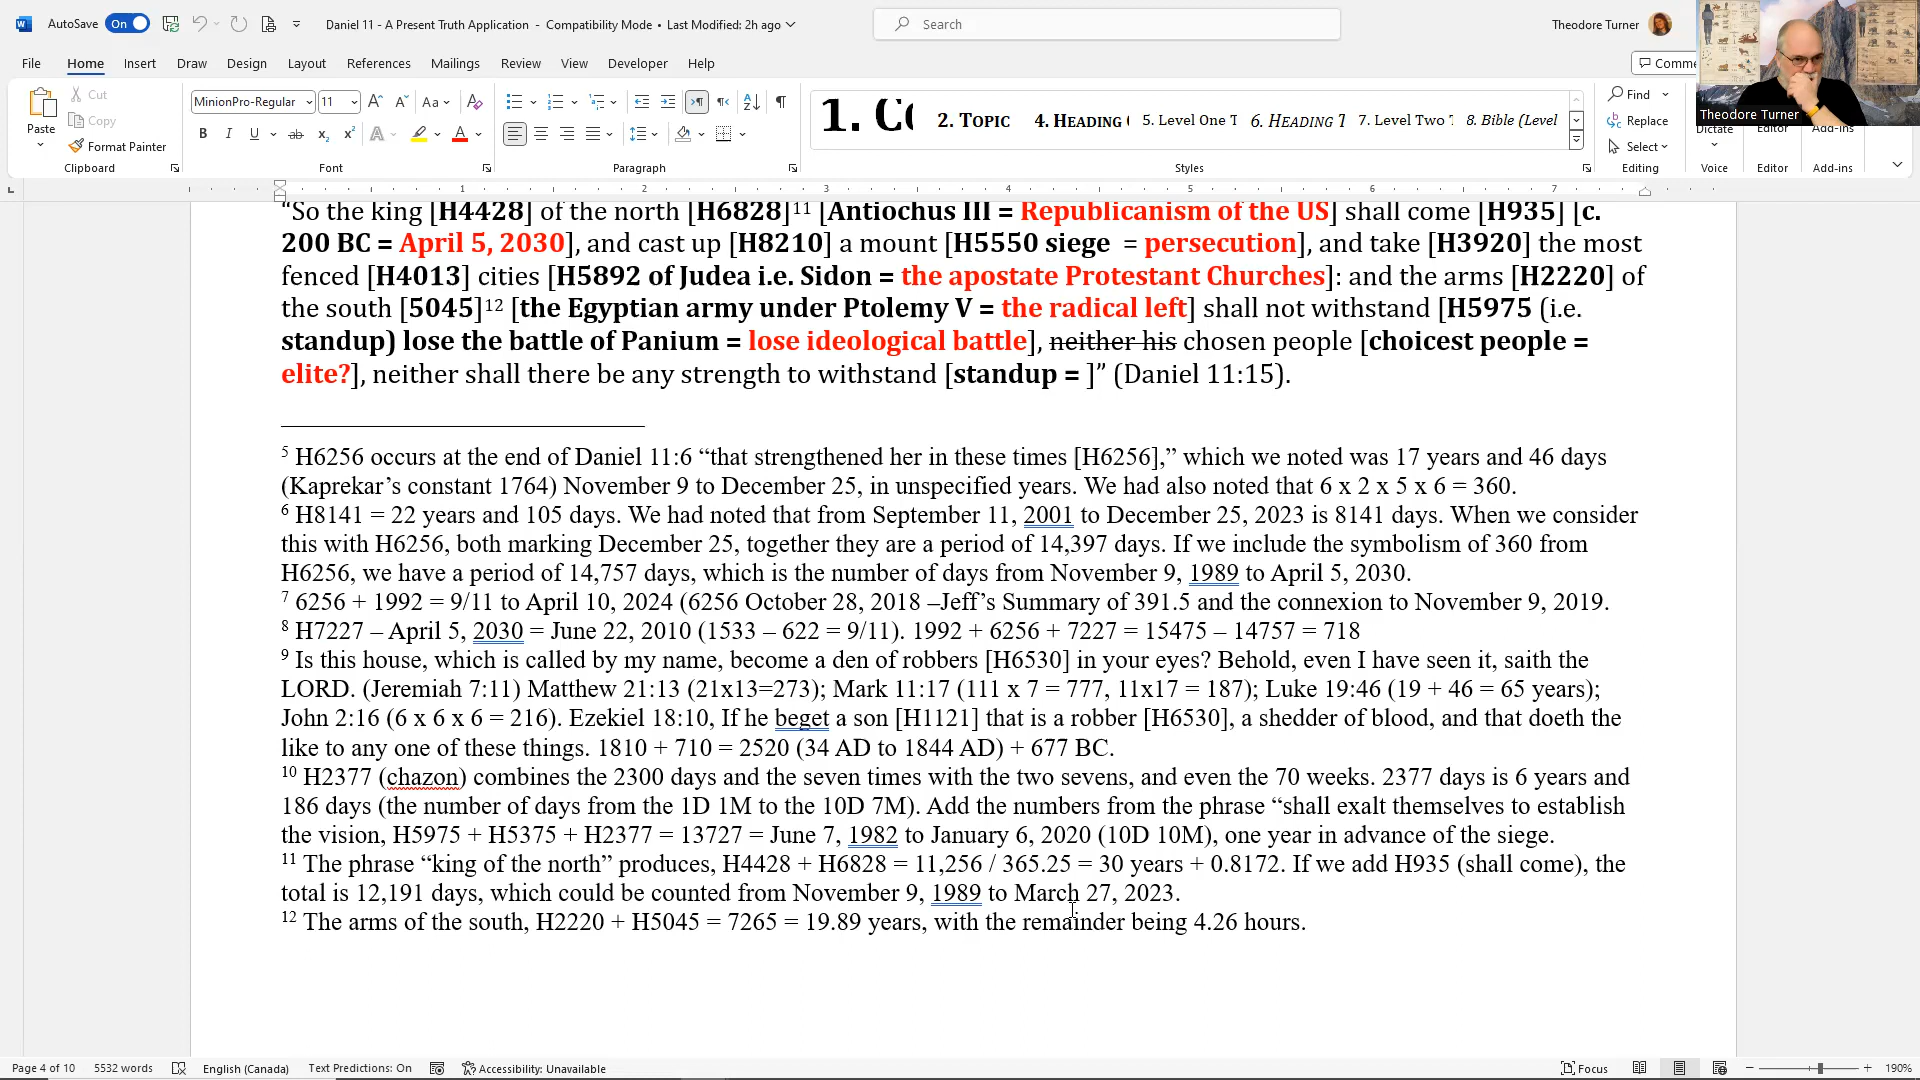 AutoSave On Daniel 11 - A Present Truth Application - Compatibility Mode • Last Modified: 2h ago Search Theodore Turner
File Home Insert Draw Design Layout References Mailings Review View Developer Help
Paste Cut Copy Format Painter
MinionPro-Regular 11
1. 2. TOPIC 4. HEADING 5. Level One T 6. HEADING 7. Level Two 8. Bible (Level
Find Replace Select
Dictate Editor Add-ins
Theodore Turner
Clipboard Font Paragraph Styles Editing Voice Editor Add-ins
1 2 3 4 5 6 7
“So the king [H4428] of the north [H6828]11 [Antiochus III = Republicanism of the US] shall come [H935] [c.
200 BC = April 5, 2030], and cast up [H8210] a mount [H5550 siege = persecution], and take [H3920] the most
fenced [H4013] cities [H5892 of Judea i.e. Sidon = the apostate Protestant Churches]: and the arms [H2220] of
the south [5045]12 [the Egyptian army under Ptolemy V = the radical left] shall not withstand [H5975 (i.e.
standup) lose the battle of Panium = lose ideological battle], neither his chosen people [choicest people =
elite?], neither shall there be any strength to withstand [standup = ]” (Daniel 11:15).
5 H6256 occurs at the end of Daniel 11:6 “that strengthened her in these times [H6256],” which we noted was 17 years and 46 days
(Kaprekar’s constant 1764) November 9 to December 25, in unspecified years. We had also noted that 6 x 2 x 5 x 6 = 360.
6 H8141 = 22 years and 105 days. We had noted that from September 11, 2001 to December 25, 2023 is 8141 days. When we consider
this with H6256, both marking December 25, together they are a period of 14,397 days. If we include the symbolism of 360 from
H6256, we have a period of 14,757 days, which is the number of days from November 9, 1989 to April 5, 2030.
7 6256 + 1992 = 9/11 to April 10, 2024 (6256 October 28, 2018 –Jeff’s Summary of 391.5 and the connexion to November 9, 2019.
8 H7227 – April 5, 2030 = June 22, 2010 (1533 – 622 = 9/11). 1992 + 6256 + 7227 = 15475 – 14757 = 718
9 Is this house, which is called by my name, become a den of robbers [H6530] in your eyes? Behold, even I have seen it, saith the
LORD. (Jeremiah 7:11) Matthew 21:13 (21x13=273); Mark 11:17 (111 x 7 = 777, 11x17 = 187); Luke 19:46 (19 + 46 = 65 years);
John 2:16 (6 x 6 x 6 = 216). Ezekiel 18:10, If he beget a son [H1121] that is a robber [H6530], a shedder of blood, and that doeth the
like to any one of these things. 1810 + 710 = 2520 (34 AD to 1844 AD) + 677 BC.
10 H2377 (chazon) combines the 2300 days and the seven times with the two sevens, and even the 70 weeks. 2377 days is 6 years and
186 days (the number of days from the 1D 1M to the 10D 7M). Add the numbers from the phrase “shall exalt themselves to establish
the vision, H5975 + H5375 + H2377 = 13727 = June 7, 1982 to January 6, 2020 (10D 10M), one year in advance of the siege.
11 The phrase “king of the north” produces, H4428 + H6828 = 11,256 / 365.25 = 30 years + 0.8172. If we add H935 (shall come), the
total is 12,191 days, which could be counted from November 9, 1989 to March 27, 2023.
12 The arms of the south, H2220 + H5045 = 7265 = 19.89 years, with the remainder being 4.26 hours.
Page 4 of 10 5532 words English (Canada) Text Predictions: On Accessibility: Unavailable Focus 190%